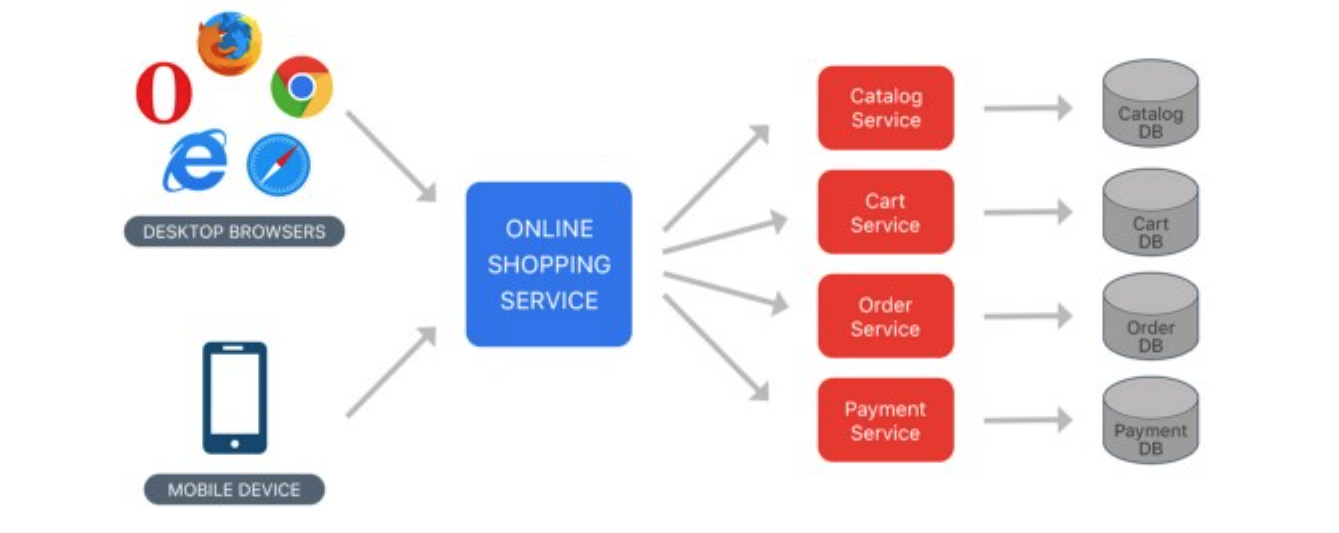 DESKTOP BROWSERS
MOBILE DEVICE
ONLINE
SHOPPING
SERVICE
Catalog
Service
Cart
Service
Order
Service
Payment
Service
Catalog
DB
Cart
DB
Order
DB
Payment
DB